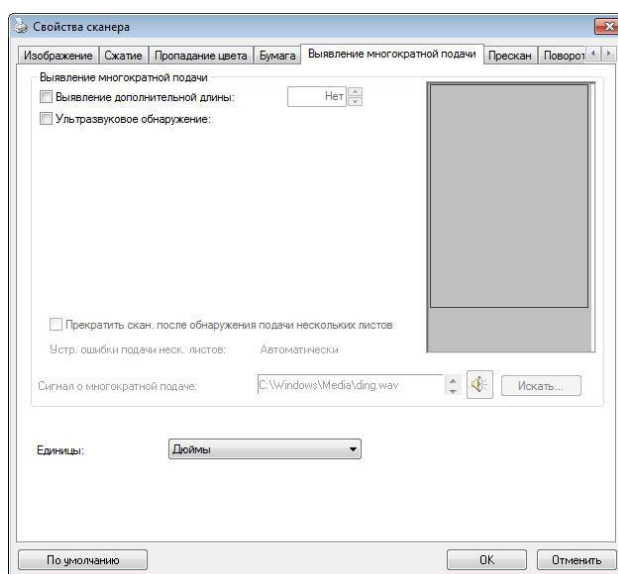 Свойства сканера
Изображение Сжатие Пропадание цвета Бумага Выявление многократной подачи Прескан Поворот
Выявление многократной подачи
Выявление дополнительной длины: Нет
Ультразвуковое обнаружение:
Прекратить скан. после обнаружения подачи нескольких листов
Устр. ошибки подачи неск. листов: Автоматически
Сигнал о многократной подаче: C:\Windows\Media\ding.wav Искать...
Единицы: Дюймы
По умолчанию OK Отменить